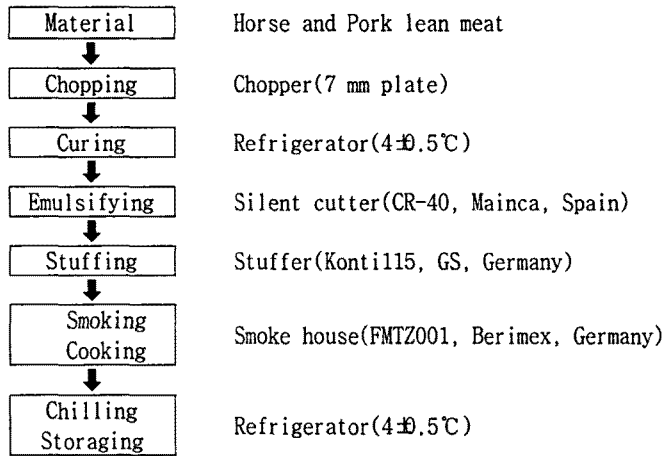 Material Horse and Pork lean meat
Chopping Chopper(7 mm plate)
Curing Refrigerator(4±0.5℃)
Emulsifying Silent cutter(CR-40, Mainca, Spain)
Stuffing Stuffer(Konti115, GS, Germany)
Smoking
Cooking Smoke house(FMTZ001, Berimex, Germany)
Chilling
Storaging Refrigerator(4±0.5℃)